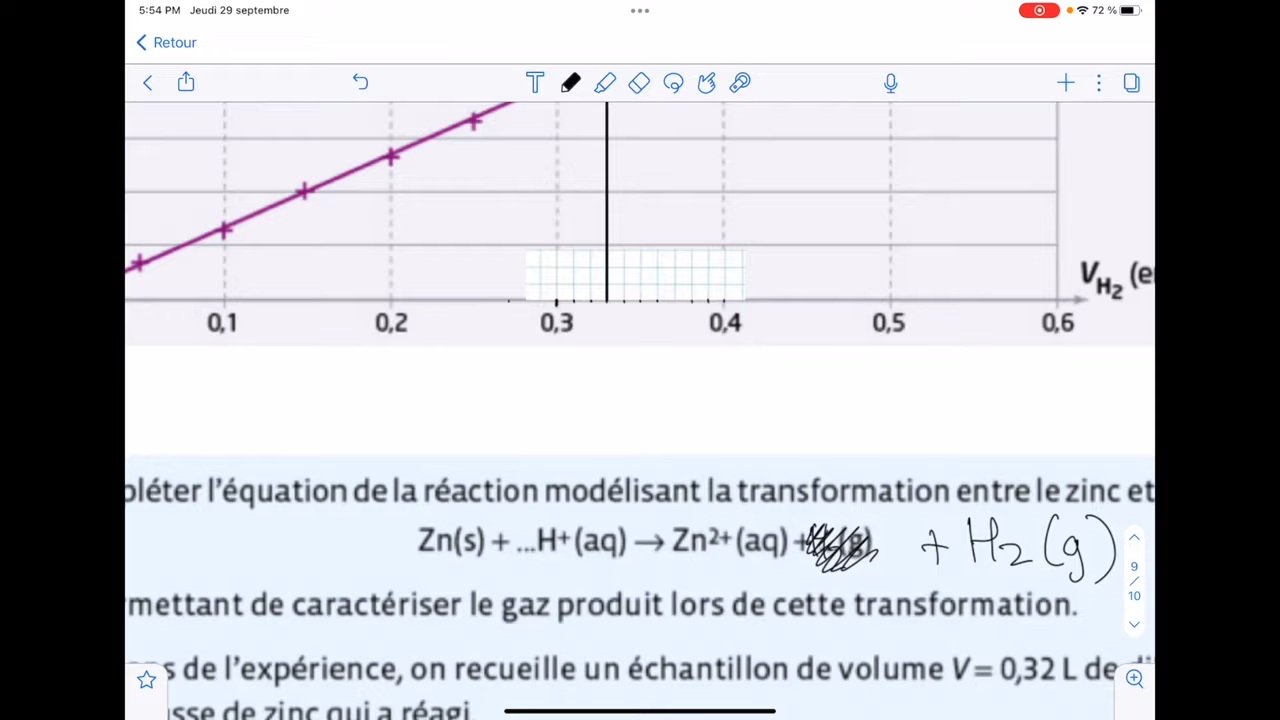 5:54 PM Jeudi 29 septembre
72 %
Retour
V H₂
0,1 0,2 0,3 0,4 0,5 0,6
pléter l'équation de la réaction modélisant la transformation entre le zinc et
Zn(s) + ...H⁺(aq) → Zn²⁺(aq) + + H₂(g)
mettant de caractériser le gaz produit lors de cette transformation.
9
/
10
de l'expérience, on recueille un échantillon de volume V = 0,32 L de
sse de zinc qui a réagi.